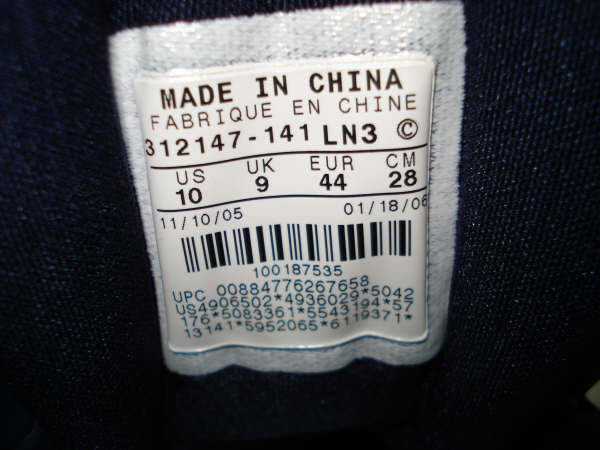 MADE IN CHINA
FABRIQUE EN CHINE
312147-141 LN3 ©
US UK EUR CM
10 9 44 28
11/10/05 01/18/06
100187535
UPC 00884776267658
US4906502*4936029*5042
176*5083361*5543194*57
13141*5952065*6119371*